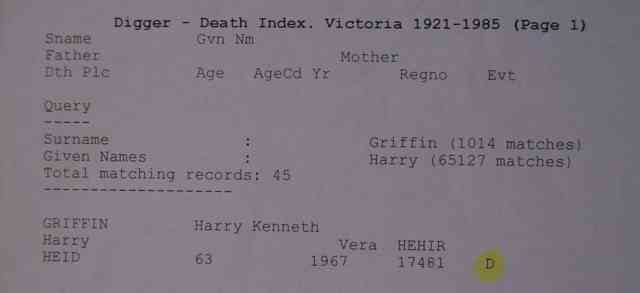 Digger - Death Index. Victoria 1921-1985 (Page 1)
Sname Gvn Nm
Father Mother
Dth Plc Age AgeCd Yr Regno Evt
Query
-----
Surname : Griffin (1014 matches)
Given Names : Harry (65127 matches)
Total matching records: 45
--------------------
GRIFFIN Harry Kenneth
Harry Vera HEHIR
HEID 63 1967 17481 D